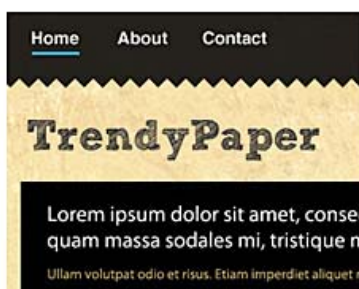 Home About Contact
TrendyPaper
Lorem ipsum dolor sit amet, conse
quam massa sodales mi, tristique
Ullam volutpat odio et risus. Etiam imperdiet aliquet